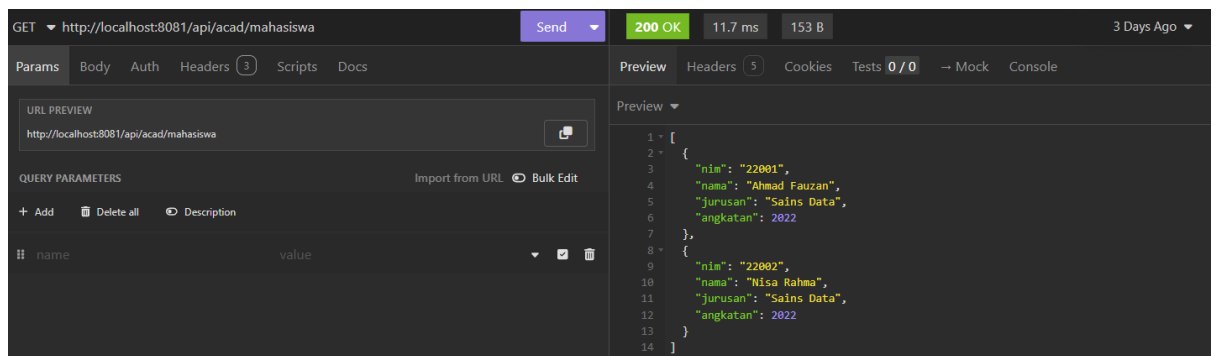 GET http://localhost:8081/api/acad/mahasiswa Send
Params Body Auth Headers 3 Scripts Docs
URL PREVIEW
http://localhost:8081/api/acad/mahasiswa
QUERY PARAMETERS Import from URL Bulk Edit
+ Add Delete all Description
name value
200 OK 11.7 ms 153 B 3 Days Ago
Preview Headers 5 Cookies Tests 0 / 0 → Mock Console
Preview
1 [
2 {
3 "nim": "22001",
4 "nama": "Ahmad Fauzan",
5 "jurusan": "Sains Data",
6 "angkatan": 2022
7 },
8 {
9 "nim": "22002",
10 "nama": "Nisa Rahma",
11 "jurusan": "Sains Data",
12 "angkatan": 2022
13 }
14 ]